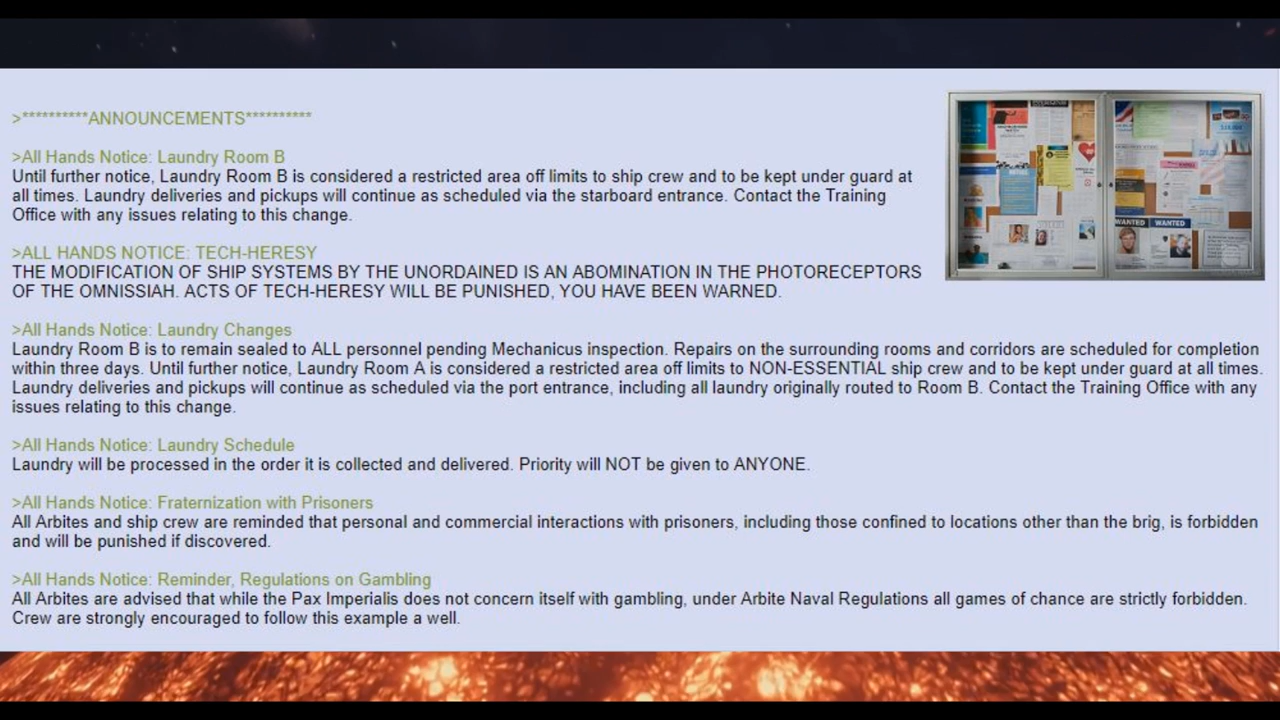 >**********ANNOUNCEMENTS**********
>All Hands Notice: Laundry Room B
Until further notice, Laundry Room B is considered a restricted area off limits to ship crew and to be kept under guard at
all times. Laundry deliveries and pickups will continue as scheduled via the starboard entrance. Contact the Training
Office with any issues relating to this change.
>ALL HANDS NOTICE: TECH-HERESY
THE MODIFICATION OF SHIP SYSTEMS BY THE UNORDAINED IS AN ABOMINATION IN THE PHOTORECEPTORS
OF THE OMNISSIAH. ACTS OF TECH-HERESY WILL BE PUNISHED, YOU HAVE BEEN WARNED.
>All Hands Notice: Laundry Changes
Laundry Room B is to remain sealed to ALL personnel pending Mechanicus inspection. Repairs on the surrounding rooms and corridors are scheduled for completion
within three days. Until further notice, Laundry Room A is considered a restricted area off limits to NON-ESSENTIAL ship crew and to be kept under guard at all times.
Laundry deliveries and pickups will continue as scheduled via the port entrance, including all laundry originally routed to Room B. Contact the Training Office with any
issues relating to this change.
>All Hands Notice: Laundry Schedule
Laundry will be processed in the order it is collected and delivered. Priority will NOT be given to ANYONE.
>All Hands Notice: Fraternization with Prisoners
All Arbites and ship crew are reminded that personal and commercial interactions with prisoners, including those confined to locations other than the brig, is forbidden
and will be punished if discovered.
>All Hands Notice: Reminder, Regulations on Gambling
All Arbites are advised that while the Pax Imperialis does not concern itself with gambling, under Arbite Naval Regulations all games of chance are strictly forbidden.
Crew are strongly encouraged to follow this example a well.
WANTED WANTED